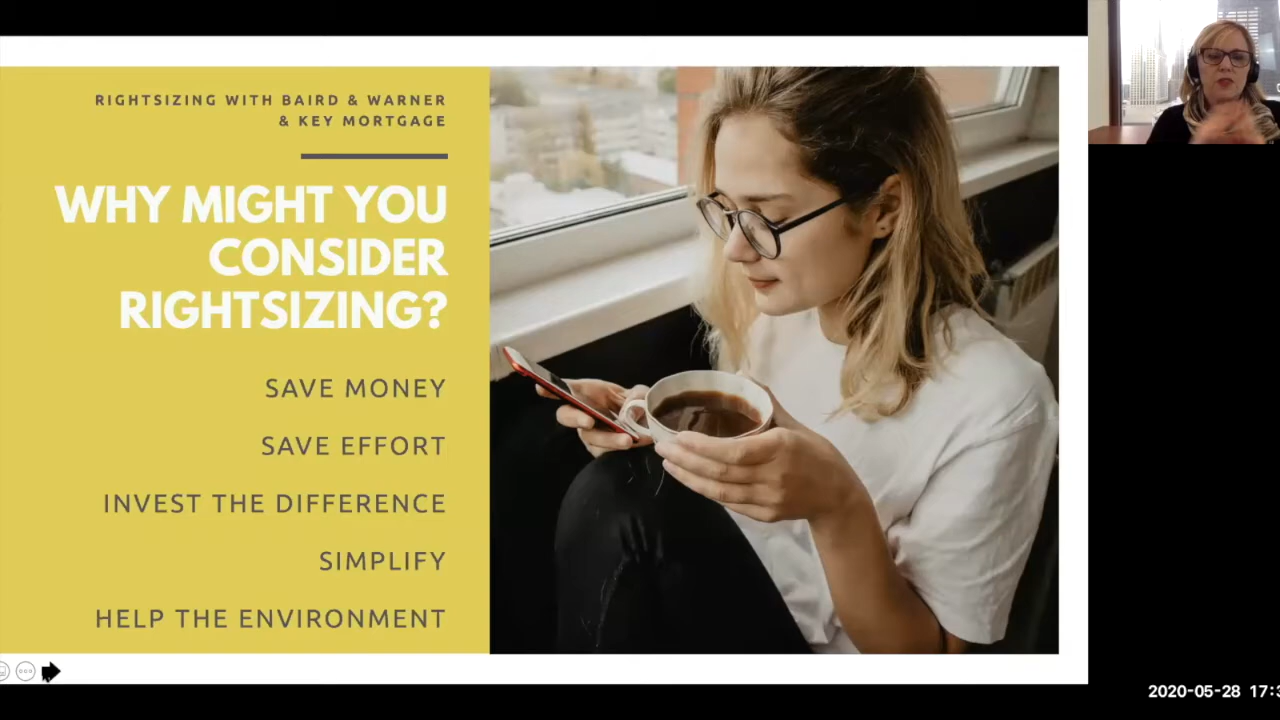 RIGHTSIZING WITH BAIRD & WARNER
& KEY MORTGAGE
WHY MIGHT YOU
CONSIDER
RIGHTSIZING?
SAVE MONEY
SAVE EFFORT
INVEST THE DIFFERENCE
SIMPLIFY
HELP THE ENVIRONMENT
2020-05-28